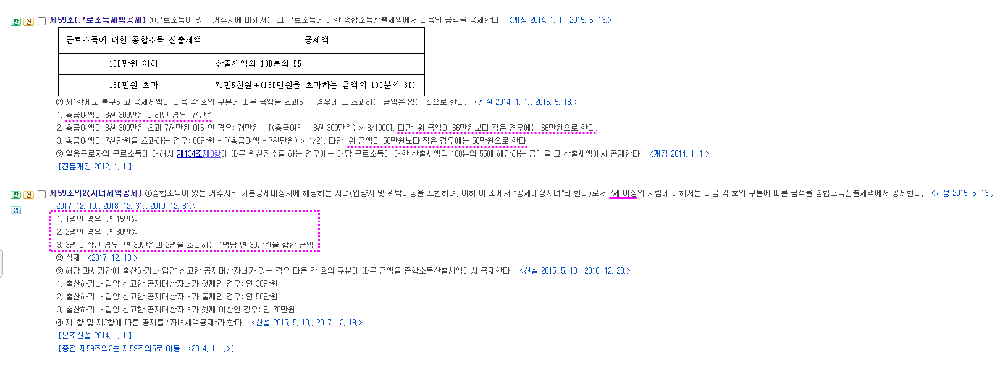 판 연 제59조(근로소득세액공제) ①근로소득이 있는 거주자에 대해서는 그 근로소득에 대한 종합소득산출세액에서 다음의 금액을 공제한다. <개정 2014. 1. 1., 2015. 5. 13.>
근로소득에 대한 종합소득 산출세액 공제액
130만원 이하 산출세액의 100분의 55
130만원 초과 71만5천원+(130만원을 초과하는 금액의 100분의 30)
② 제1항에도 불구하고 공제세액이 다음 각 호의 구분에 따른 금액을 초과하는 경우에 그 초과하는 금액은 없는 것으로 한다. <신설 2014. 1. 1., 2015. 5. 13.>
1. 총급여액이 3천 300만원 이하인 경우: 74만원
2. 총급여액이 3천 300만원 초과 7천만원 이하인 경우: 74만원 - [(총급여액 - 3천 300만원) × 8/1000]. 다만, 위 금액이 66만원보다 적은 경우에는 66만원으로 한다.
3. 총급여액이 7천만원을 초과하는 경우: 66만원 - [(총급여액 - 7천만원) × 1/2]. 다만, 위 금액이 50만원보다 적은 경우에는 50만원으로 한다.
③ 일용근로자의 근로소득에 대해서 제134조제3항에 따른 원천징수를 하는 경우에는 해당 근로소득에 대한 산출세액의 100분의 55에 해당하는 금액을 그 산출세액에서 공제한다. <개정 2014. 1. 1.>
[전문개정 2012. 1. 1.]
판 연 제59조의2(자녀세액공제) ①종합소득이 있는 거주자의 기본공제대상자에 해당하는 자녀(입양자 및 위탁아동을 포함하며, 이하 이 조에서 “공제대상자녀”라 한다)로서 7세 이상의 사람에 대해서는 다음 각 호의 구분에 따른 금액을 종합소득산출세액에서 공제한다. <개정 2015. 5. 13.,
생 2017. 12. 19., 2018. 12. 31., 2019. 12. 31.>
1. 1명인 경우: 연 15만원
2. 2명인 경우: 연 30만원
3. 3명 이상인 경우: 연 30만원과 2명을 초과하는 1명당 연 30만원을 합한 금액
② 삭제 <2017. 12. 19.>
③ 해당 과세기간에 출산하거나 입양 신고한 공제대상자녀가 있는 경우 다음 각 호의 구분에 따른 금액을 종합소득산출세액에서 공제한다. <신설 2015. 5. 13., 2016. 12. 20.>
1. 출산하거나 입양 신고한 공제대상자녀가 첫째인 경우: 연 30만원
2. 출산하거나 입양 신고한 공제대상자녀가 둘째인 경우: 연 50만원
3. 출산하거나 입양 신고한 공제대상자녀가 셋째 이상인 경우: 연 70만원
④ 제1항 및 제3항에 따른 공제를 “자녀세액공제”라 한다. <신설 2015. 5. 13., 2017. 12. 19.>
[본조신설 2014. 1. 1.]
[종전 제59조의2는 제59조의5로 이동 <2014. 1. 1.>]